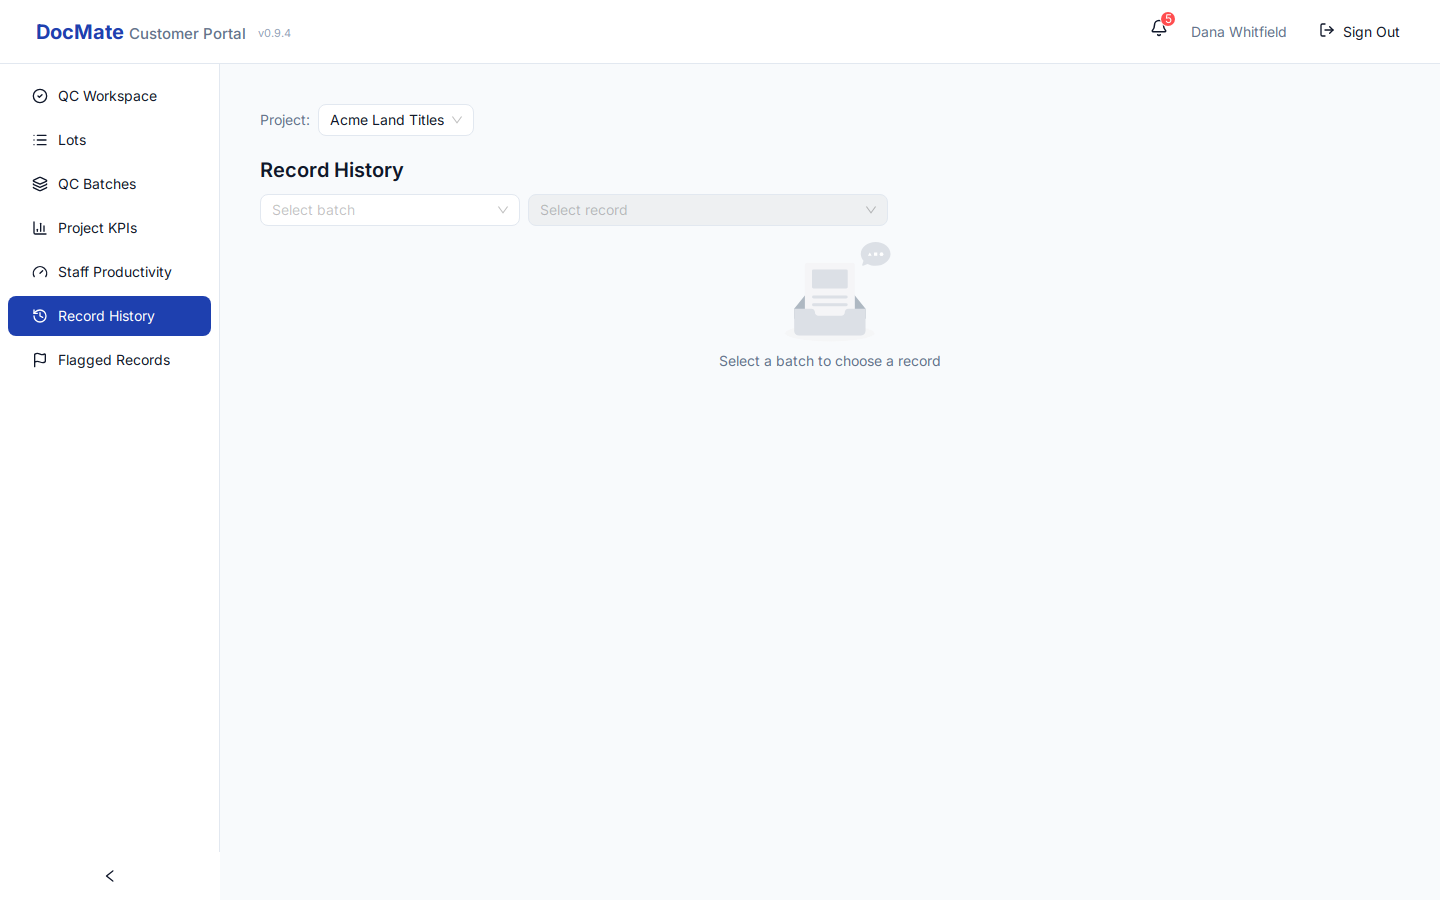 DocMate Customer Portal v0.9.4
5
Dana Whitfield
Sign Out
QC Workspace
Lots
QC Batches
Project KPIs
Staff Productivity
Record History
Flagged Records
Project: Acme Land Titles
Record History
Select batch
Select record
Select a batch to choose a record